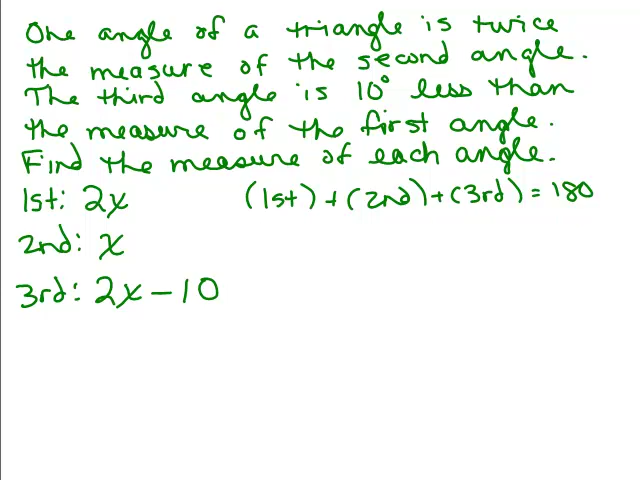 One angle of a triangle is twice
the measure of the second angle.
The third angle is 10° less than
the measure of the first angle.
Find the measure of each angle.
1st: 2x (1st) + (2nd) + (3rd) = 180
2nd: x
3rd: 2x - 10